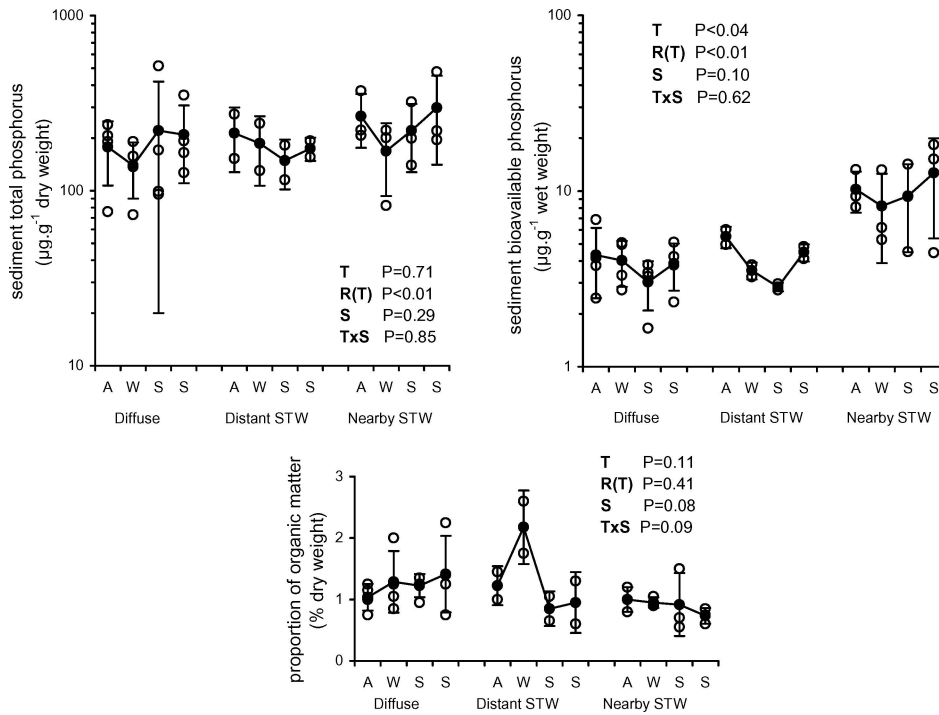 sediment total phosphorus
(µg.g-1 dry weight)
1000
100
10
T P=0.71
R(T) P<0.01
S P=0.29
TxS P=0.85
A W S S A W S S A W S S
Diffuse Distant STW Nearby STW
sediment bioavailable phosphorus
(µg.g-1 wet weight)
100
10
1
T P<0.04
R(T) P<0.01
S P=0.10
TxS P=0.62
A W S S A W S S A W S S
Diffuse Distant STW Nearby STW
proportion of organic matter
(% dry weight)
3
2
1
0
T P=0.11
R(T) P=0.41
S P=0.08
TxS P=0.09
A W S S A W S S A W S S
Diffuse Distant STW Nearby STW